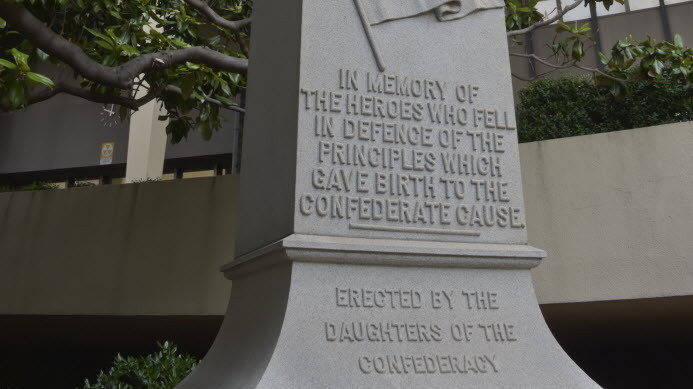 IN MEMORY OF
THE HEROES WHO FELL
IN DEFENCE OF THE
PRINCIPLES WHICH
GAVE BIRTH TO THE
CONFEDERATE CAUSE.
ERECTED BY THE
DAUGHTERS OF THE
CONFEDERACY